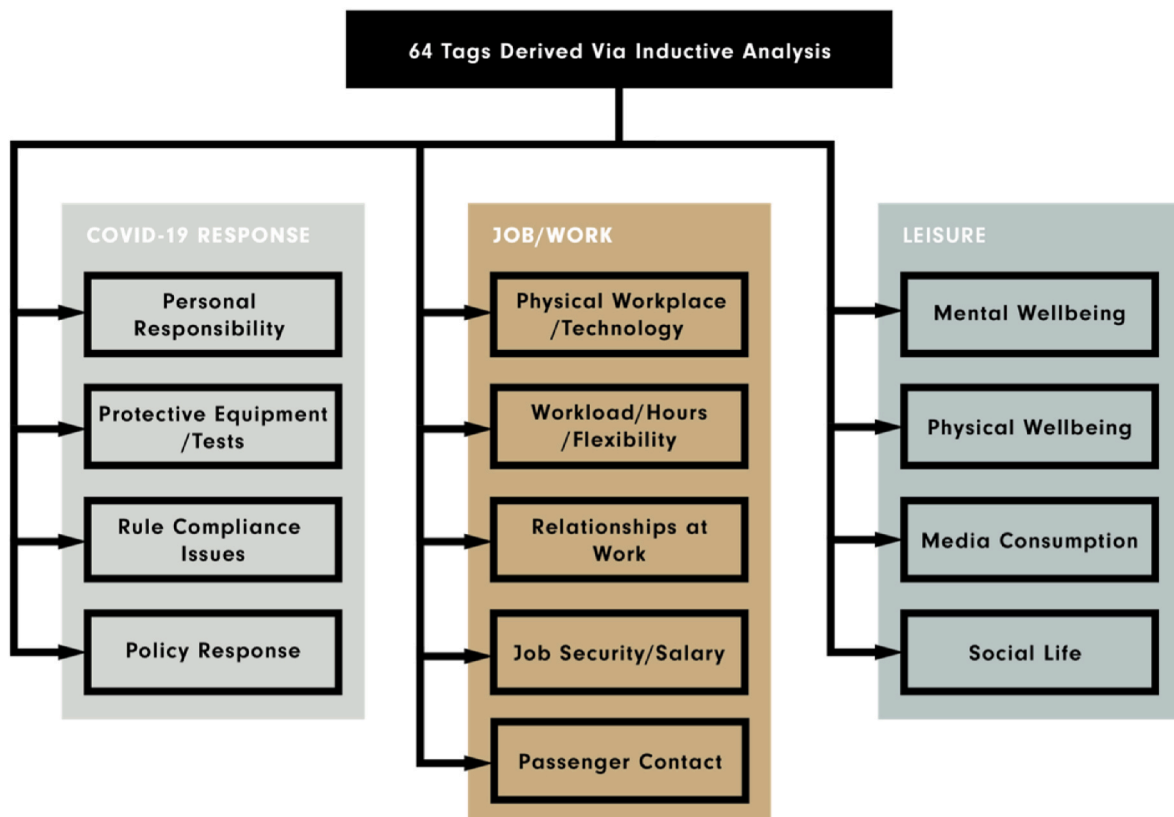 64 Tags Derived Via Inductive Analysis
COVID-19 RESPONSE
Personal
Responsibility
Protective Equipment
/Tests
Rule Compliance
Issues
Policy Response
JOB/WORK
Physical Workplace
/Technology
Workload/Hours
/Flexibility
Relationships at
Work
Job Security/Salary
Passenger Contact
LEISURE
Mental Wellbeing
Physical Wellbeing
Media Consumption
Social Life